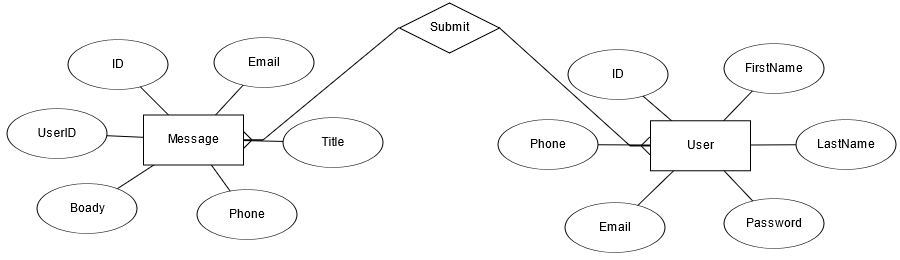 Submit
ID
Email
UserID
Message
Title
Boady
Phone
ID
FirstName
Phone
User
LastName
Email
Password